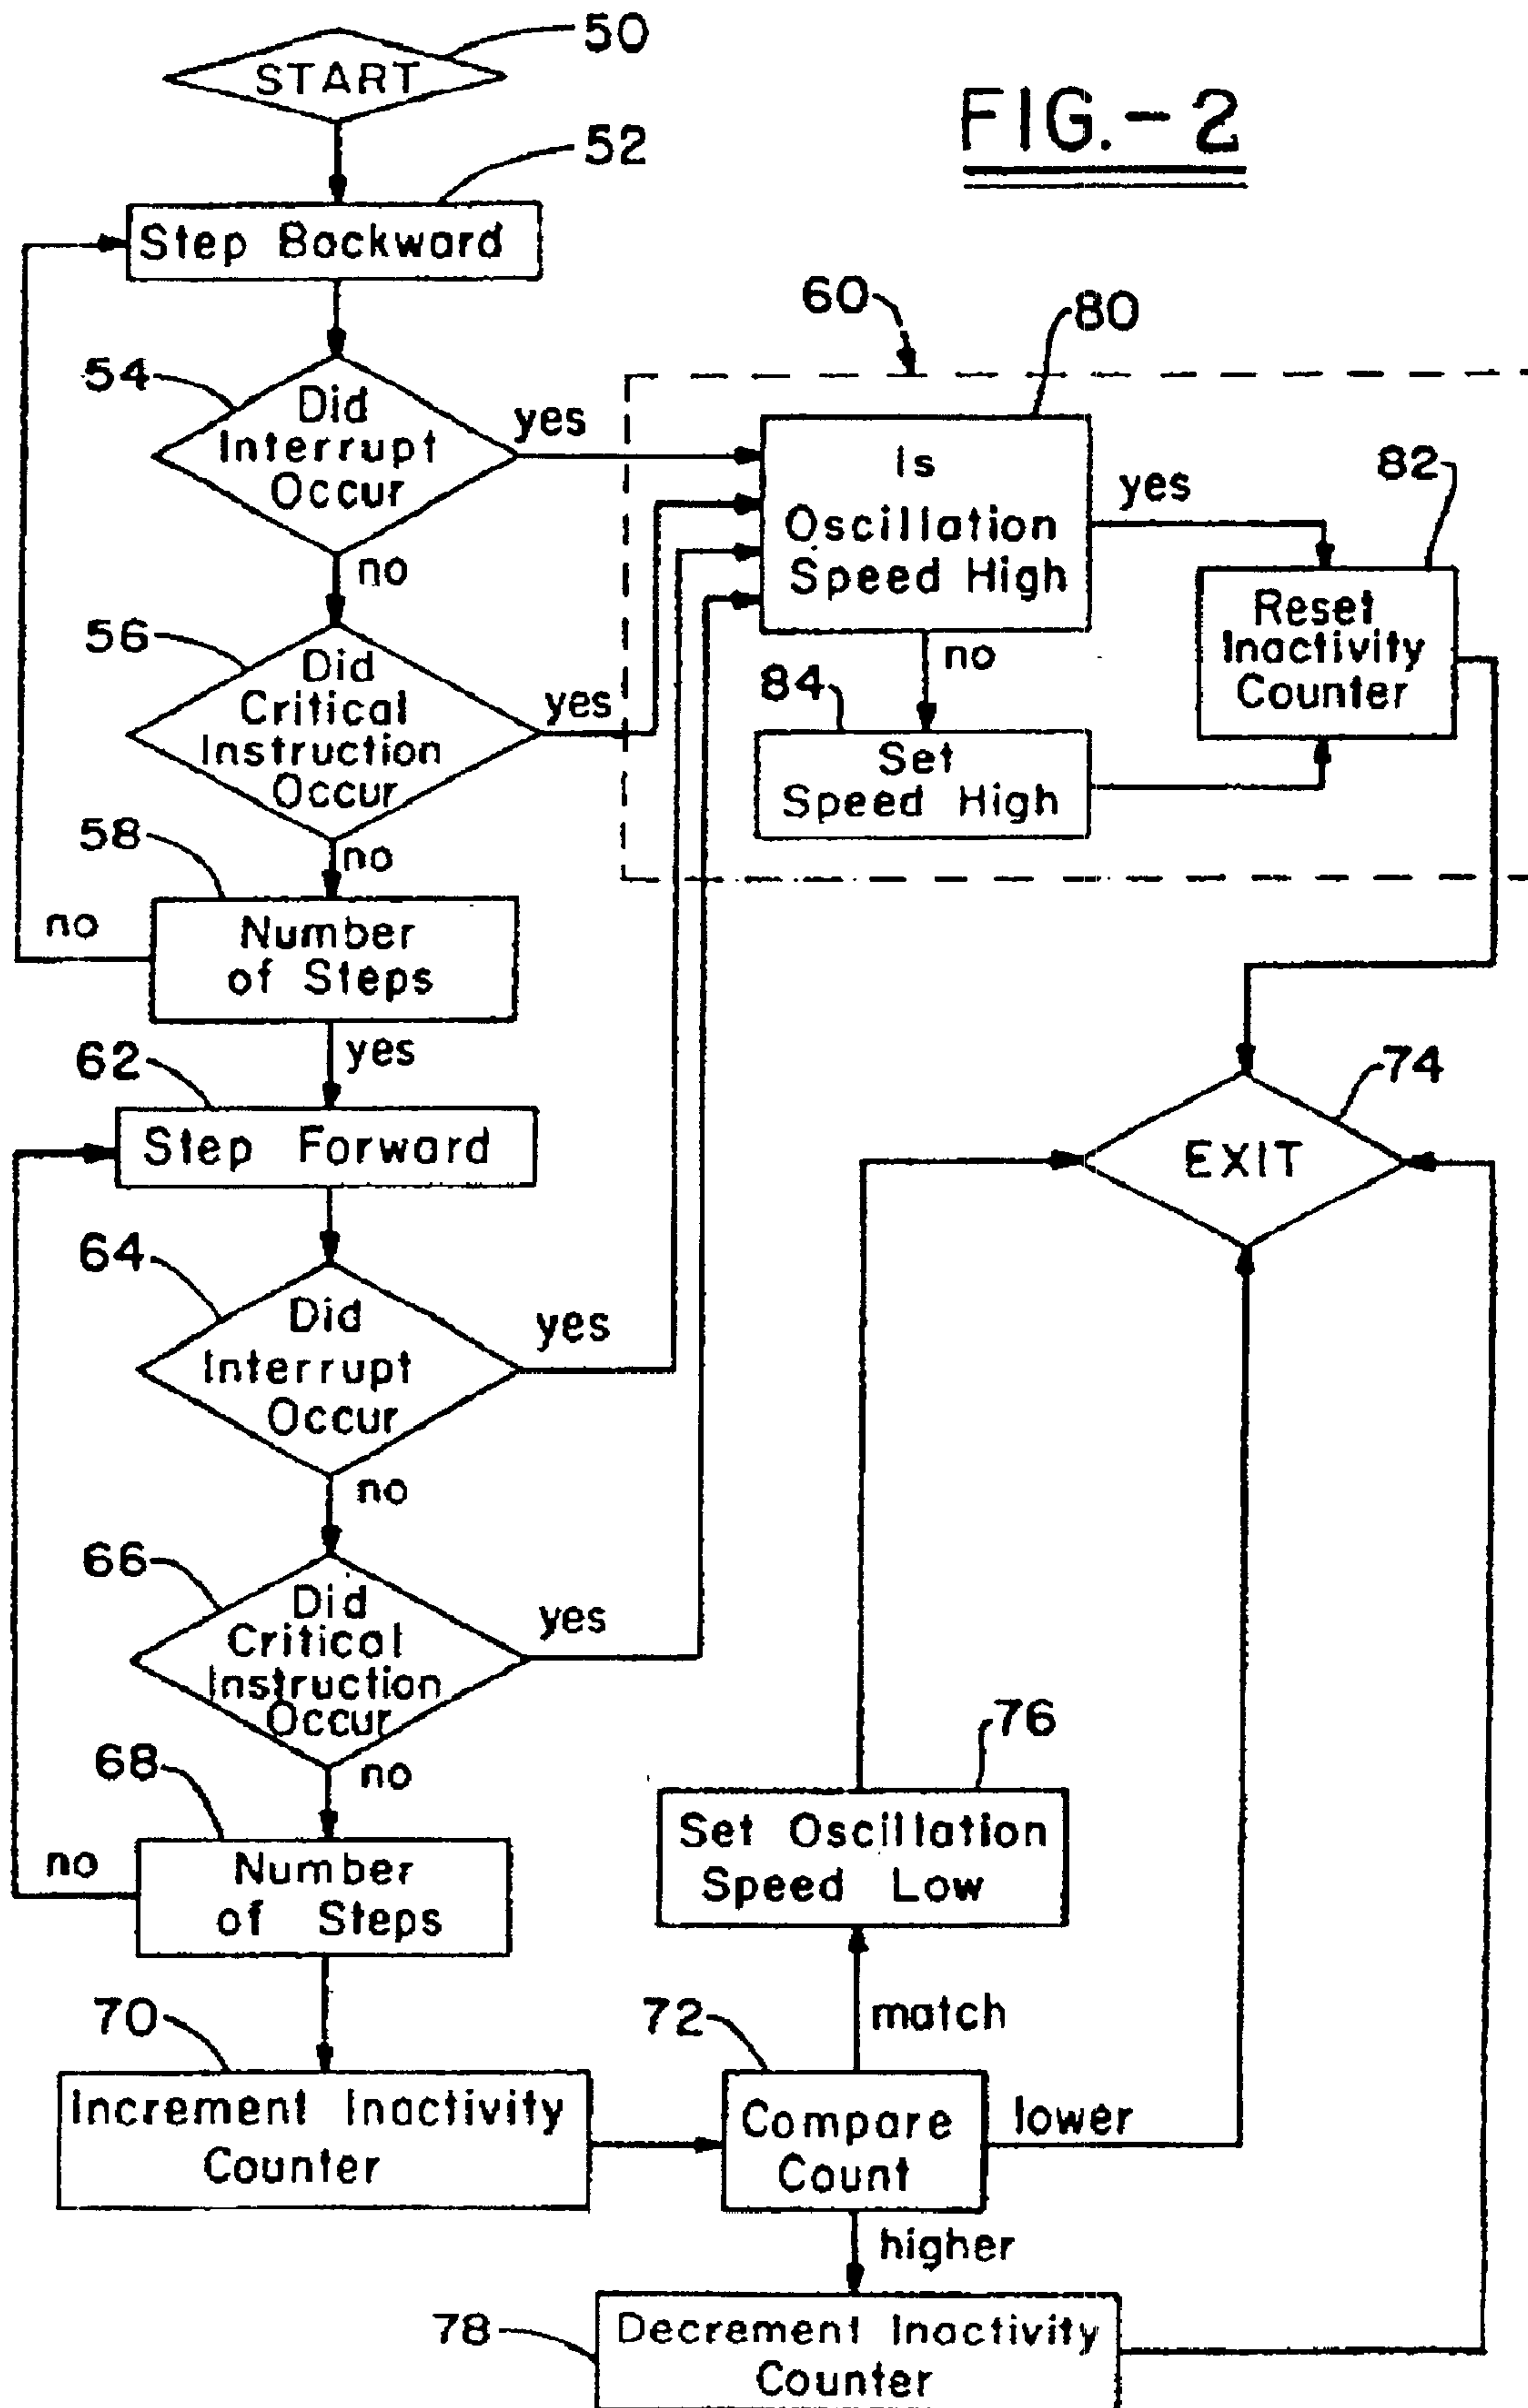 50
START
FIG.-2
52
Step Backward
60
80
54
Did
Interrupt
Occur
yes
Is
Oscillation
Speed High
yes
82
no
Reset
Inactivity
Counter
56
Did
Critical
Instruction
Occur
yes
no
84
Set
Speed High
58
no
no
Number
of Steps
yes
62
Step Forward
74
EXIT
64
Did
Interrupt
Occur
yes
no
66
Did
Critical
Instruction
Occur
yes
no
68
no
Number
of Steps
76
Set Oscillation
Speed Low
70
Increment Inactivity
Counter
72
match
Compare
Count
lower
higher
78
Decrement Inactivity
Counter